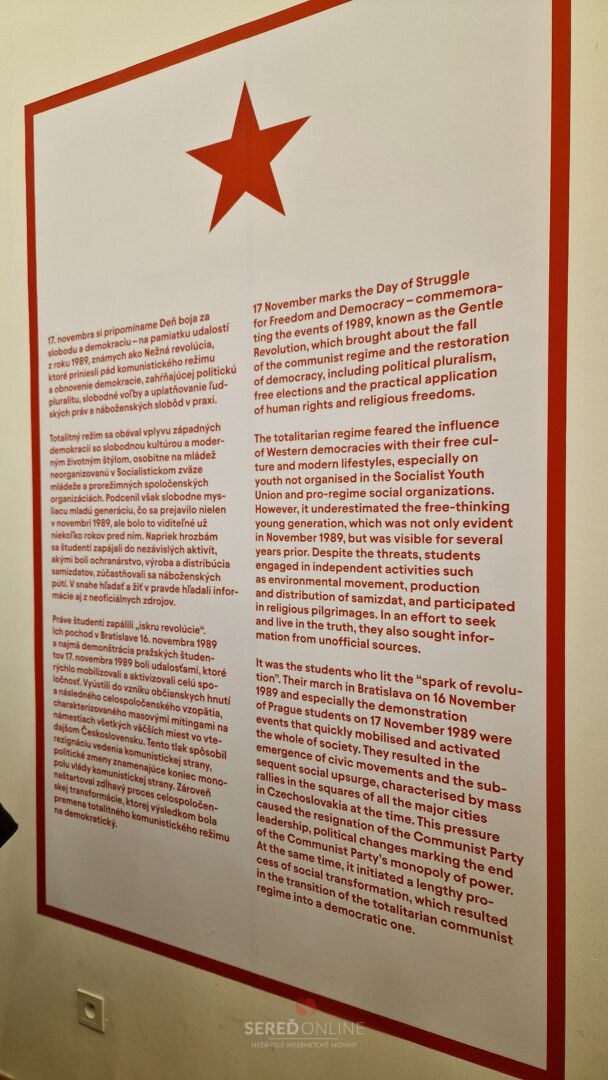 17. novembra si pripomíname Deň boja za
slobodu a demokraciu – na pamiatku udalostí
z roku 1989, známych ako Nežná revolúcia,
ktoré priniesli pád komunistického režimu
a obnovenie demokracie, zahŕňajúcej politickú
pluralitu, slobodné voľby a uplatňovanie ľud-
ských práv a náboženských slobôd v praxi.
Totalitný režim sa obával vplyvu západných
demokracií so slobodnou kultúrou a moder-
ným životným štýlom, osobitne na mládež
neorganizovanú v Socialistickom zväze
mládeže a prorežimných spoločenských
organizáciách. Podcenil však slobodne mys-
liacu mladú generáciu, čo sa prejavilo nielen
v novembri 1989, ale bolo to viditeľné už
niekoľko rokov pred ním. Napriek hrozbám
sa študenti zapájali do nezávislých aktivít,
akými boli ochranárstvo, výroba a distribúcia
samizdatov, zúčastňovali sa náboženských
pútí. V snahe hľadať a žiť v pravde hľadali infor-
mácie aj z neoficiálnych zdrojov.
Práve študenti zapálili „iskru revolúcie“.
Ich pochod v Bratislave 16. novembra 1989
a najmä demonštrácia pražských študen-
tov 17. novembra 1989 boli udalosťami, ktoré
rýchlo mobilizovali a aktivizovali celú spo-
ločnosť. Vyústili do vzniku občianskych hnutí
a následného celospoločenského vzopätia,
charakterizovaného masovými mítingami na
námestiach všetkých väčších miest vo vte-
dajšom Československu. Tento tlak spôsobil
rezignáciu vedenia komunistickej strany,
politické zmeny znamenajúce koniec mono-
polu vlády komunistickej strany. Zároveň
naštartoval zdĺhavý proces celospoločen-
skej transformácie, ktorej výsledkom bola
premena totalitného komunistického režimu
na demokratický.
17 November marks the Day of Struggle
for Freedom and Democracy – commemora-
ting the events of 1989, known as the Gentle
Revolution, which brought about the fall
of the communist regime and the restoration
of democracy, including political pluralism,
free elections and the practical application
of human rights and religious freedoms.
The totalitarian regime feared the influence
of Western democracies with their free cul-
ture and modern lifestyles, especially on
youth not organised in the Socialist Youth
Union and pro-regime social organizations.
However, it underestimated the free-thinking
young generation, which was not only evident
in November 1989, but was visible for several
years prior. Despite the threats, students
engaged in independent activities such
as environmental movement, production
and distribution of samizdat, and participated
in religious pilgrimages. In an effort to seek
and live in the truth, they also sought infor-
mation from unofficial sources.
It was the students who lit the “spark of revolu-
tion”. Their march in Bratislava on 16 November
1989 and especially the demonstration
of Prague students on 17 November 1989 were
events that quickly mobilised and activated
the whole of society. They resulted in the
emergence of civic movements and the sub-
sequent social upsurge, characterised by mass
rallies in the squares of all the major cities
in Czechoslovakia at the time. This pressure
caused the resignation of the Communist Party
leadership, political changes marking the end
of the Communist Party's monopoly of power.
At the same time, it initiated a lengthy pro-
cess of social transformation, which resulted
in the transition of the totalitarian communist
regime into a democratic one.
SEREĎONLINE
NEZÁVISLÉ INTERNETOVÉ NOVINY